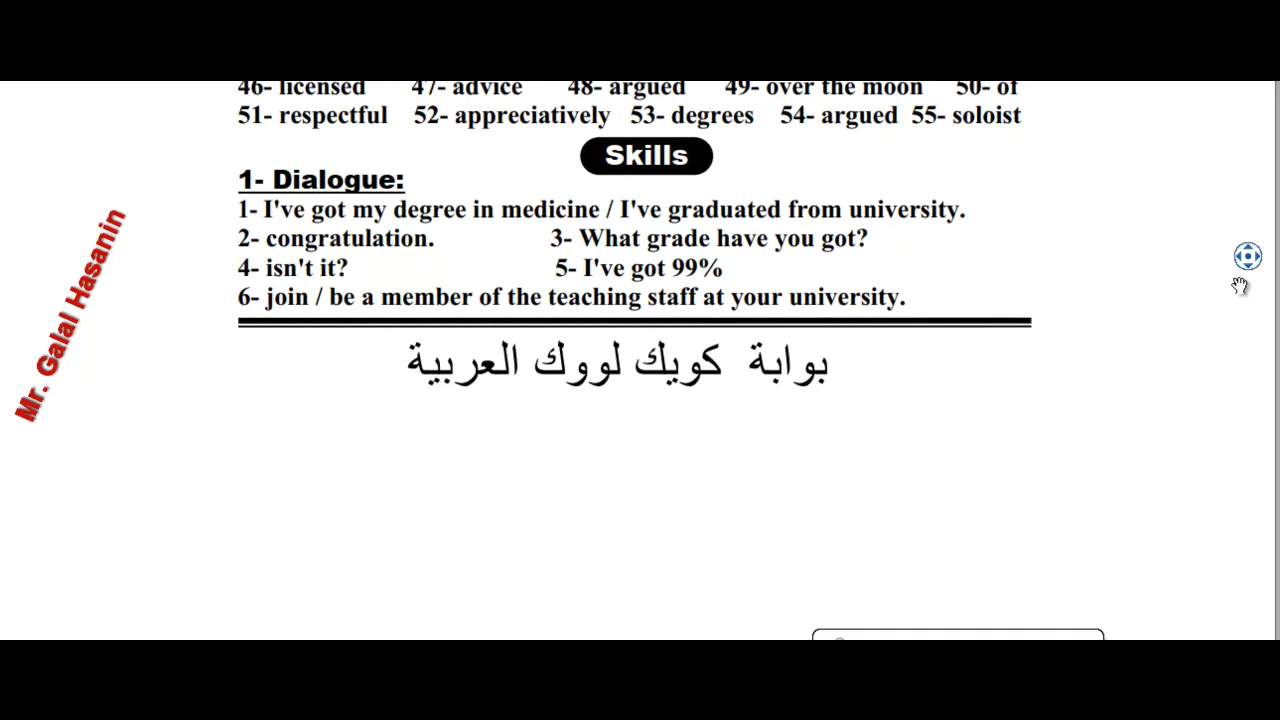 46- licensed 47- advice 48- argued 49- over the moon 50- of
51- respectful 52- appreciatively 53- degrees 54- argued 55- soloist
Skills
1- Dialogue:
1- I've got my degree in medicine / I've graduated from university.
2- congratulation. 3- What grade have you got?
4- isn't it? 5- I've got 99%
6- join / be a member of the teaching staff at your university.
بوابة كويك لووك العربية
Mr. Galal Hasanin